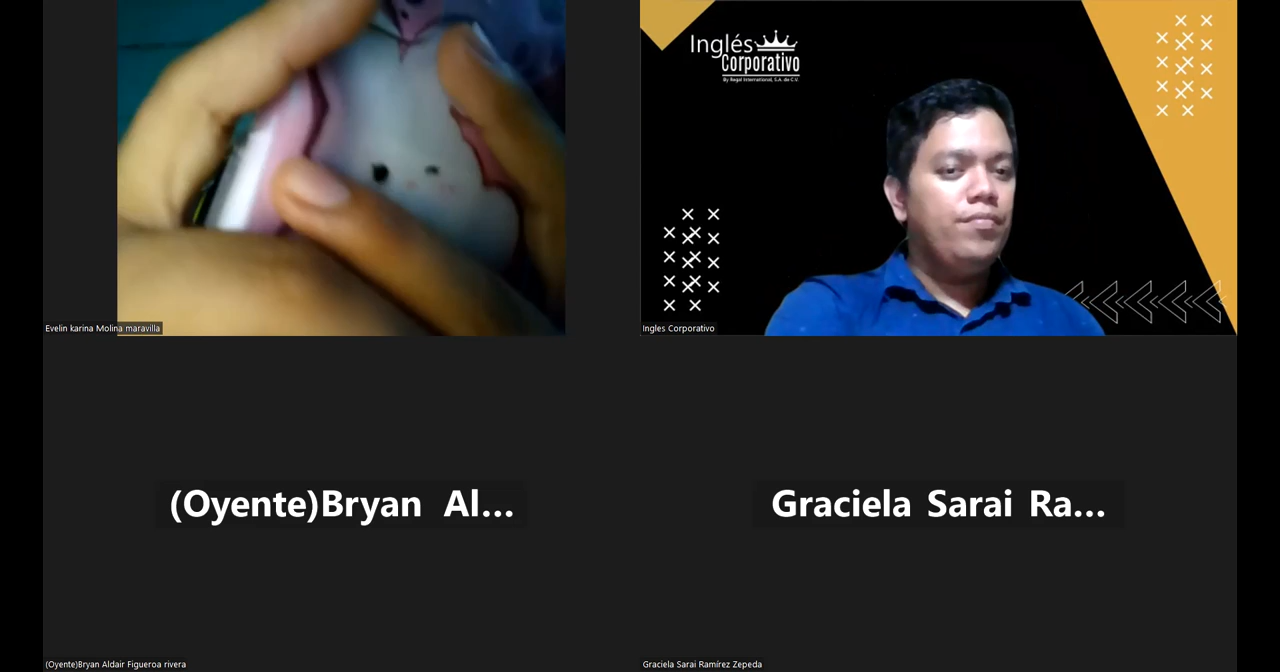 Inglés
Corporativo
By Regal International, S.A. de C.V.
Evelin karina Molina maravilla
Ingles Corporativo
(Oyente)Bryan Al...
Graciela Sarai Ra...
(Oyente)Bryan Aldair Figueroa rivera
Graciela Sarai Ramírez Zepeda